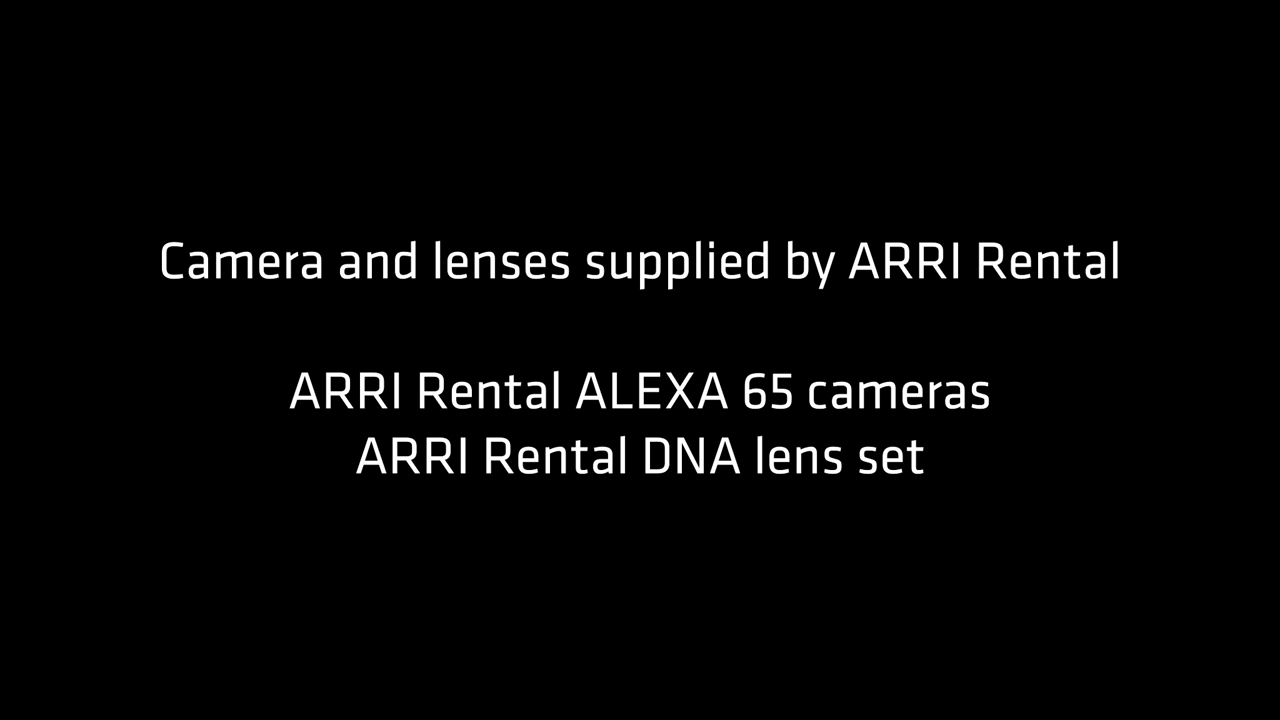 Camera and lenses supplied by ARRI Rental
ARRI Rental ALEXA 65 cameras
ARRI Rental DNA lens set